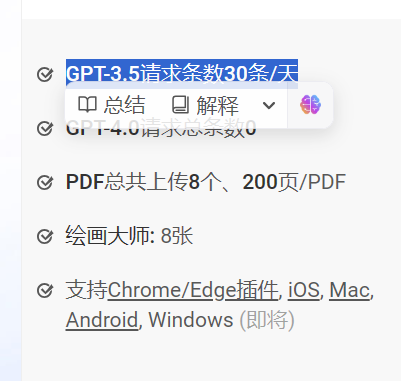 GPT-3.5请求条数30条/天
总结 解释
GPT-4.0请求总条数0
PDF总共上传8个、200页/PDF
绘画大师: 8张
支持Chrome/Edge插件, iOS, Mac,
Android, Windows (即将)